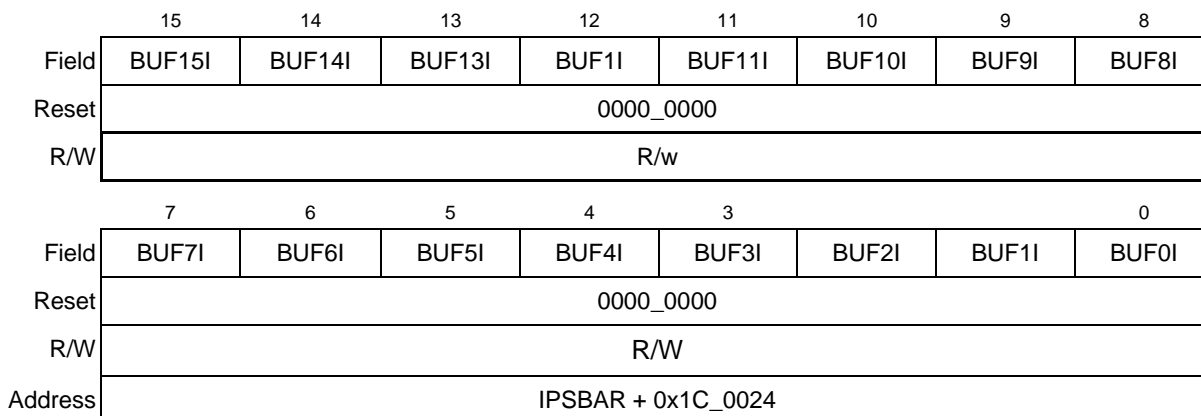 15 14 13 12 11 10 9 8
Field BUF15I BUF14I BUF13I BUF1I BUF11I BUF10I BUF9I BUF8I
Reset 0000_0000
R/W R/w
7 6 5 4 3 0
Field BUF7I BUF6I BUF5I BUF4I BUF3I BUF2I BUF1I BUF0I
Reset 0000_0000
R/W R/W
Address IPSBAR + 0x1C_0024